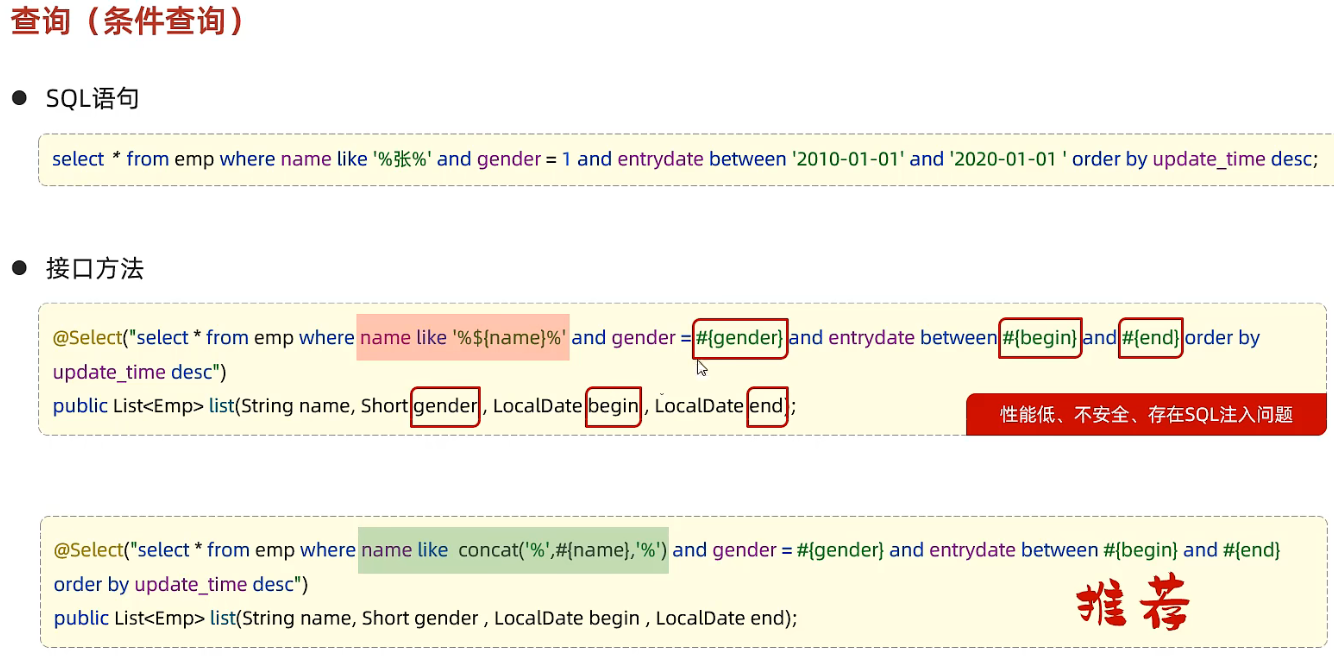 查询（条件查询）
SQL语句
select * from emp where name like '%张%' and gender = 1 and entrydate between '2010-01-01' and '2020-01-01 ' order by update_time desc;
接口方法
@Select("select * from emp where name like '%${name}%' and gender = #{gender} and entrydate between #{begin} and #{end} order by
update_time desc")
public List<Emp> list(String name, Short gender , LocalDate begin , LocalDate end);
性能低、不安全、存在SQL注入问题
@Select("select * from emp where name like  concat('%',#{name},'%') and gender = #{gender} and entrydate between #{begin} and #{end}
order by update_time desc")
public List<Emp> list(String name, Short gender , LocalDate begin , LocalDate end);
推荐